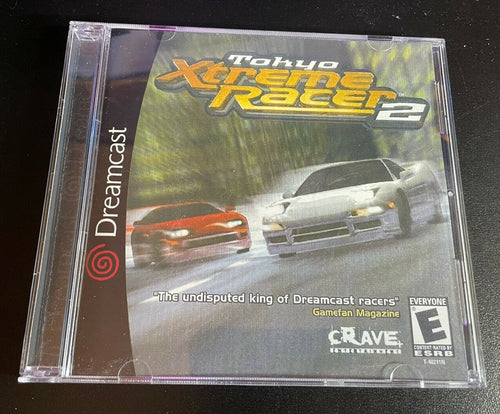 Tokyo
Xtreme
Racer 2
Dreamcast
"The undisputed king of Dreamcast racers"
Gamefan Magazine
CRAVE
ENTERTAINMENT
EVERYONE
E
CONTENT RATED BY
ESRB